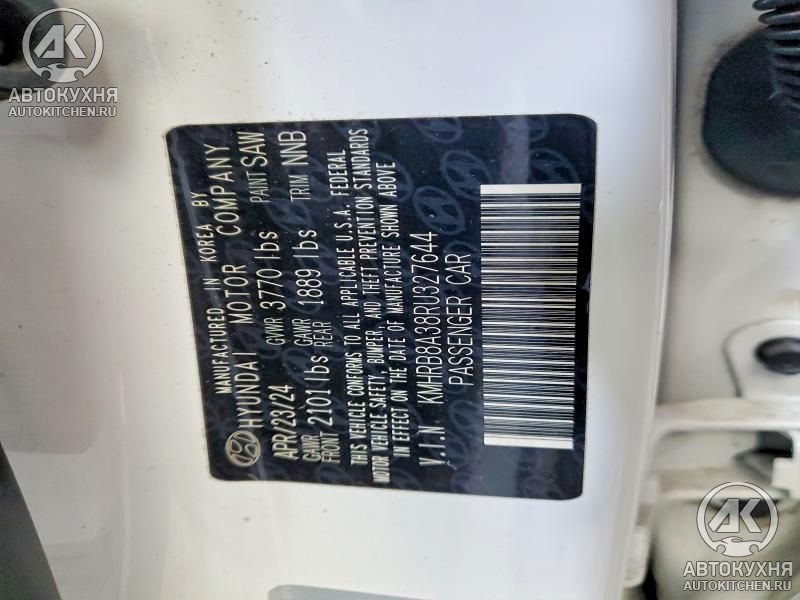 AK
АВТОКУХНЯ
AUTOKITCHEN.RU
MANUFACTURED IN KOREA BY
HYUNDAI MOTOR COMPANY
APR/23/24 GVWR 3770 lbs PAINT SAW
GAWR FRONT 2101 lbs GAWR REAR 1889 lbs TRIM NNB
THIS VEHICLE CONFORMS TO ALL APPLICABLE U.S.A. FEDERAL
MOTOR VEHICLE SAFETY, BUMPER, AND THEFT PREVENTION STANDARDS
IN EFFECT ON THE DATE OF MANUFACTURE SHOWN ABOVE
V.I.N KMHRB8A38RU327644
PASSENGER CAR
AK
АВТОКУХНЯ
AUTOKITCHEN.RU